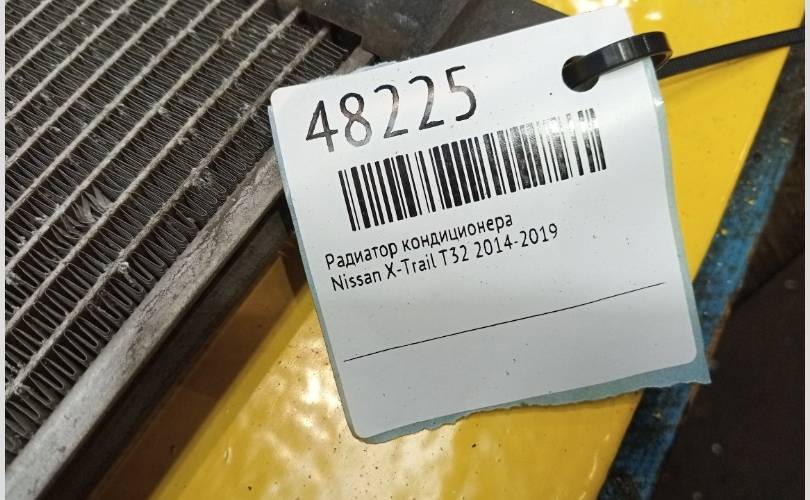 48225
Радиатор кондиционера
Nissan X-Trail T32 2014-2019